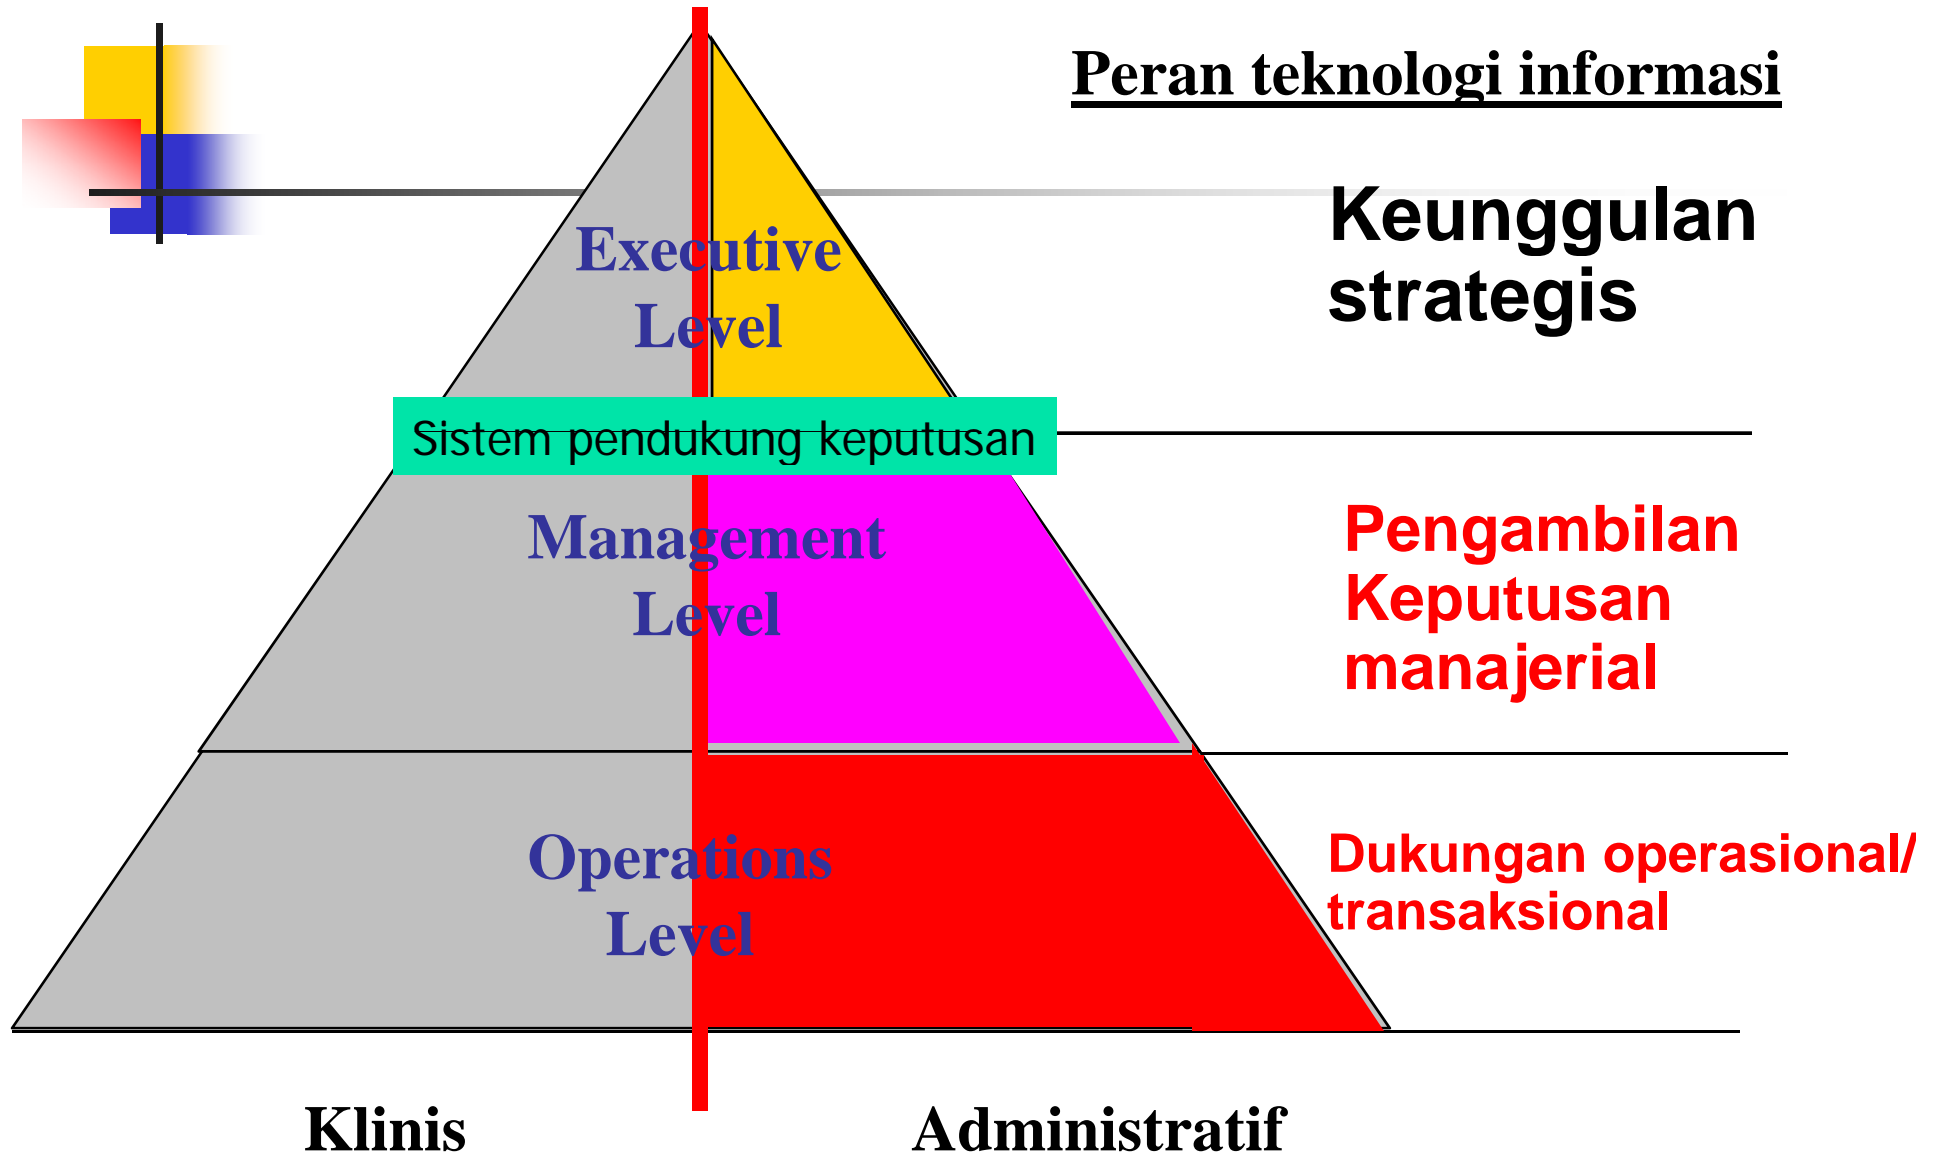 Peran teknologi informasi
Executive
Level
Keunggulan
strategis
Sistem pendukung keputusan
Management
Level
Pengambilan
Keputusan
manajerial
Operations
Level
Dukungan operasional/
transaksional
Klinis
Administratif